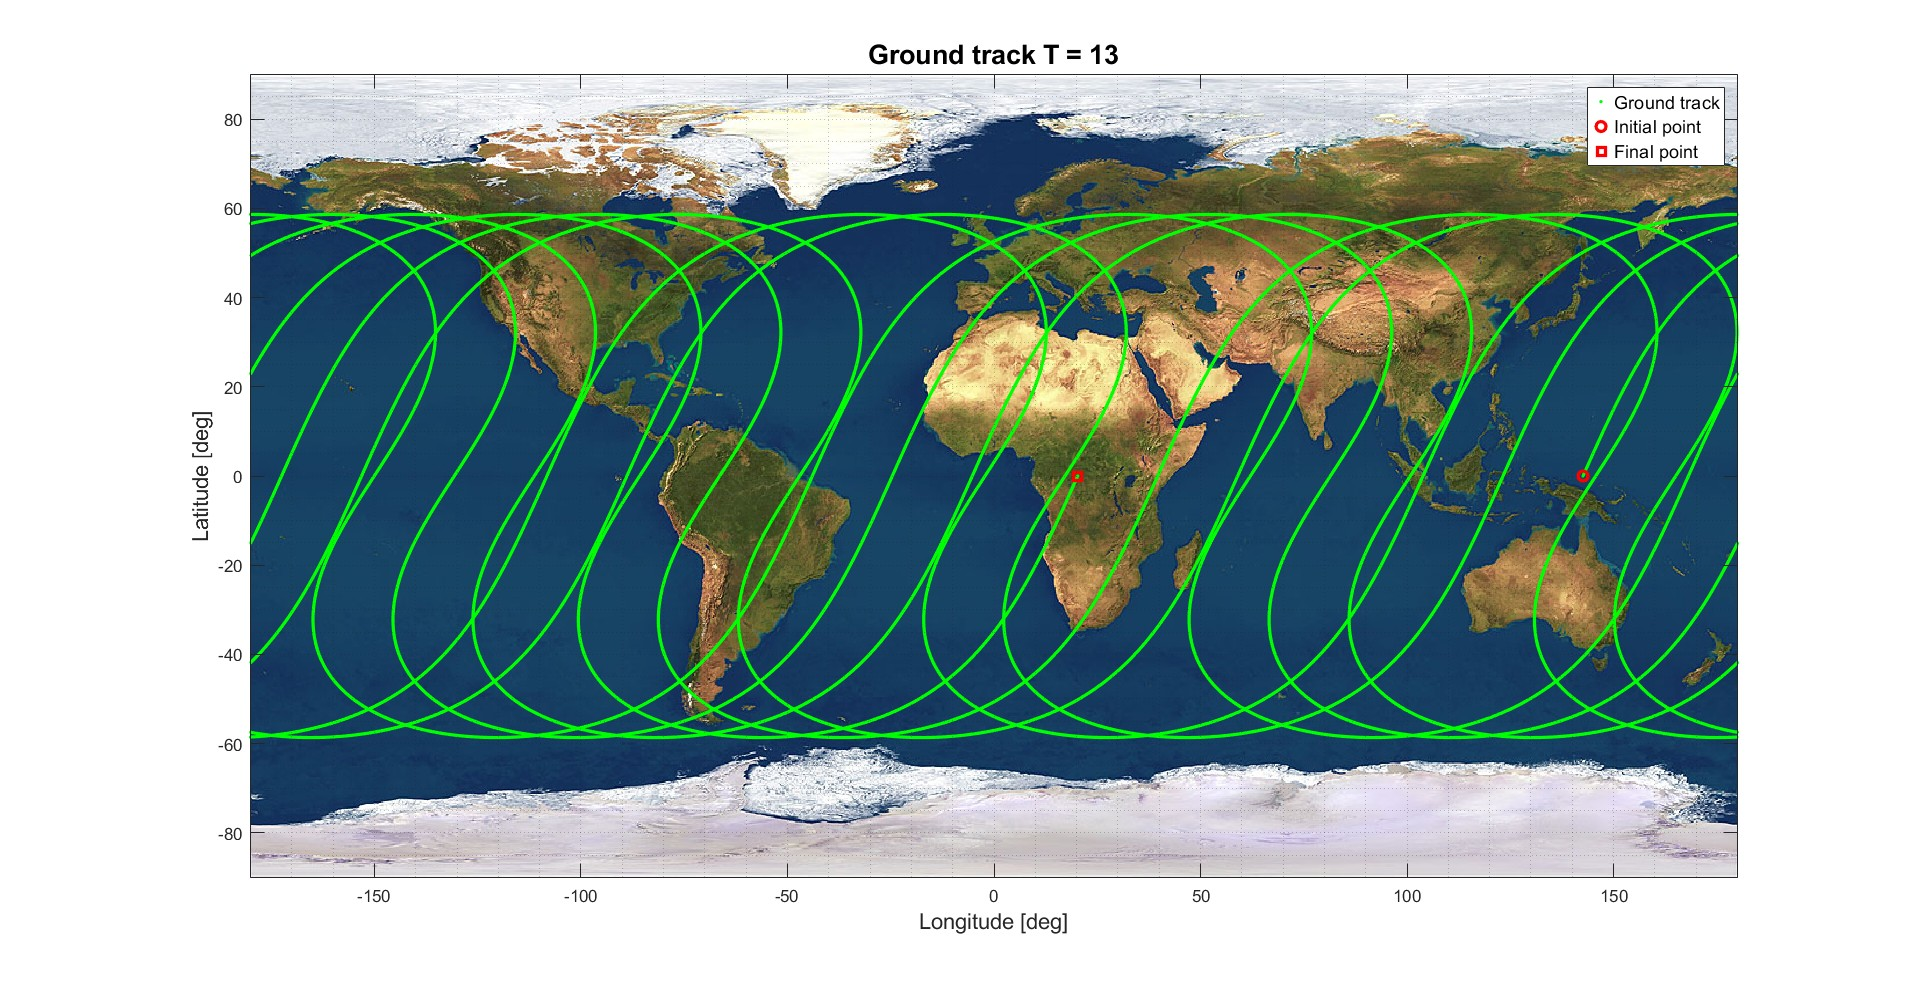 Ground track T = 13
Ground track
Initial point
Final point
80
60
40
20
0
-20
-40
-60
-80
Latitude [deg]
-150
-100
-50
0
50
100
150
Longitude [deg]